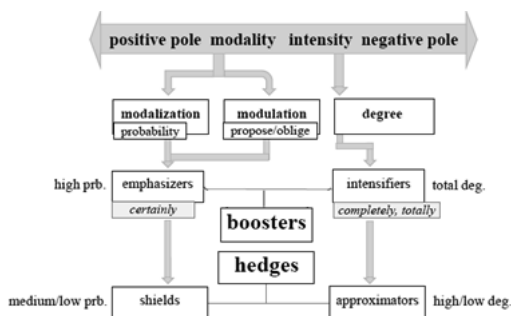 positive pole modality intensity negative pole
modalization modulation degree
probability propose/oblige
high prb. emphasizers intensifiers total deg.
certainly completely, totally
boosters
hedges
medium/low prb. shields approximators high/low deg.